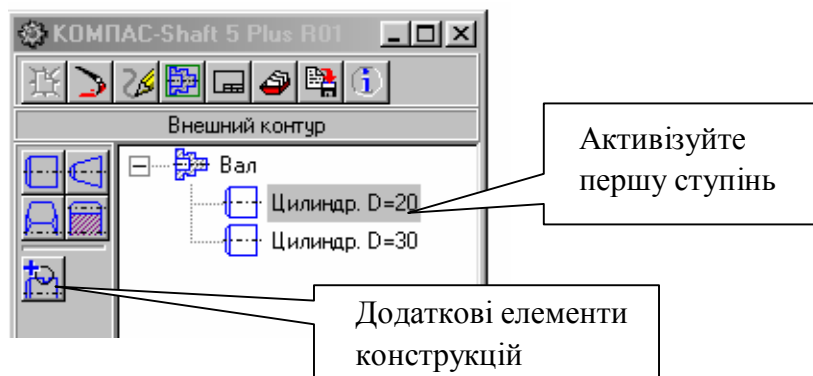 КОМПАС-Shaft 5 Plus R01
Внешний контур
Вал
Цилиндр. D=20
Цилиндр. D=30
Активізуйте
першу ступінь
Додаткові елементи
конструкцій